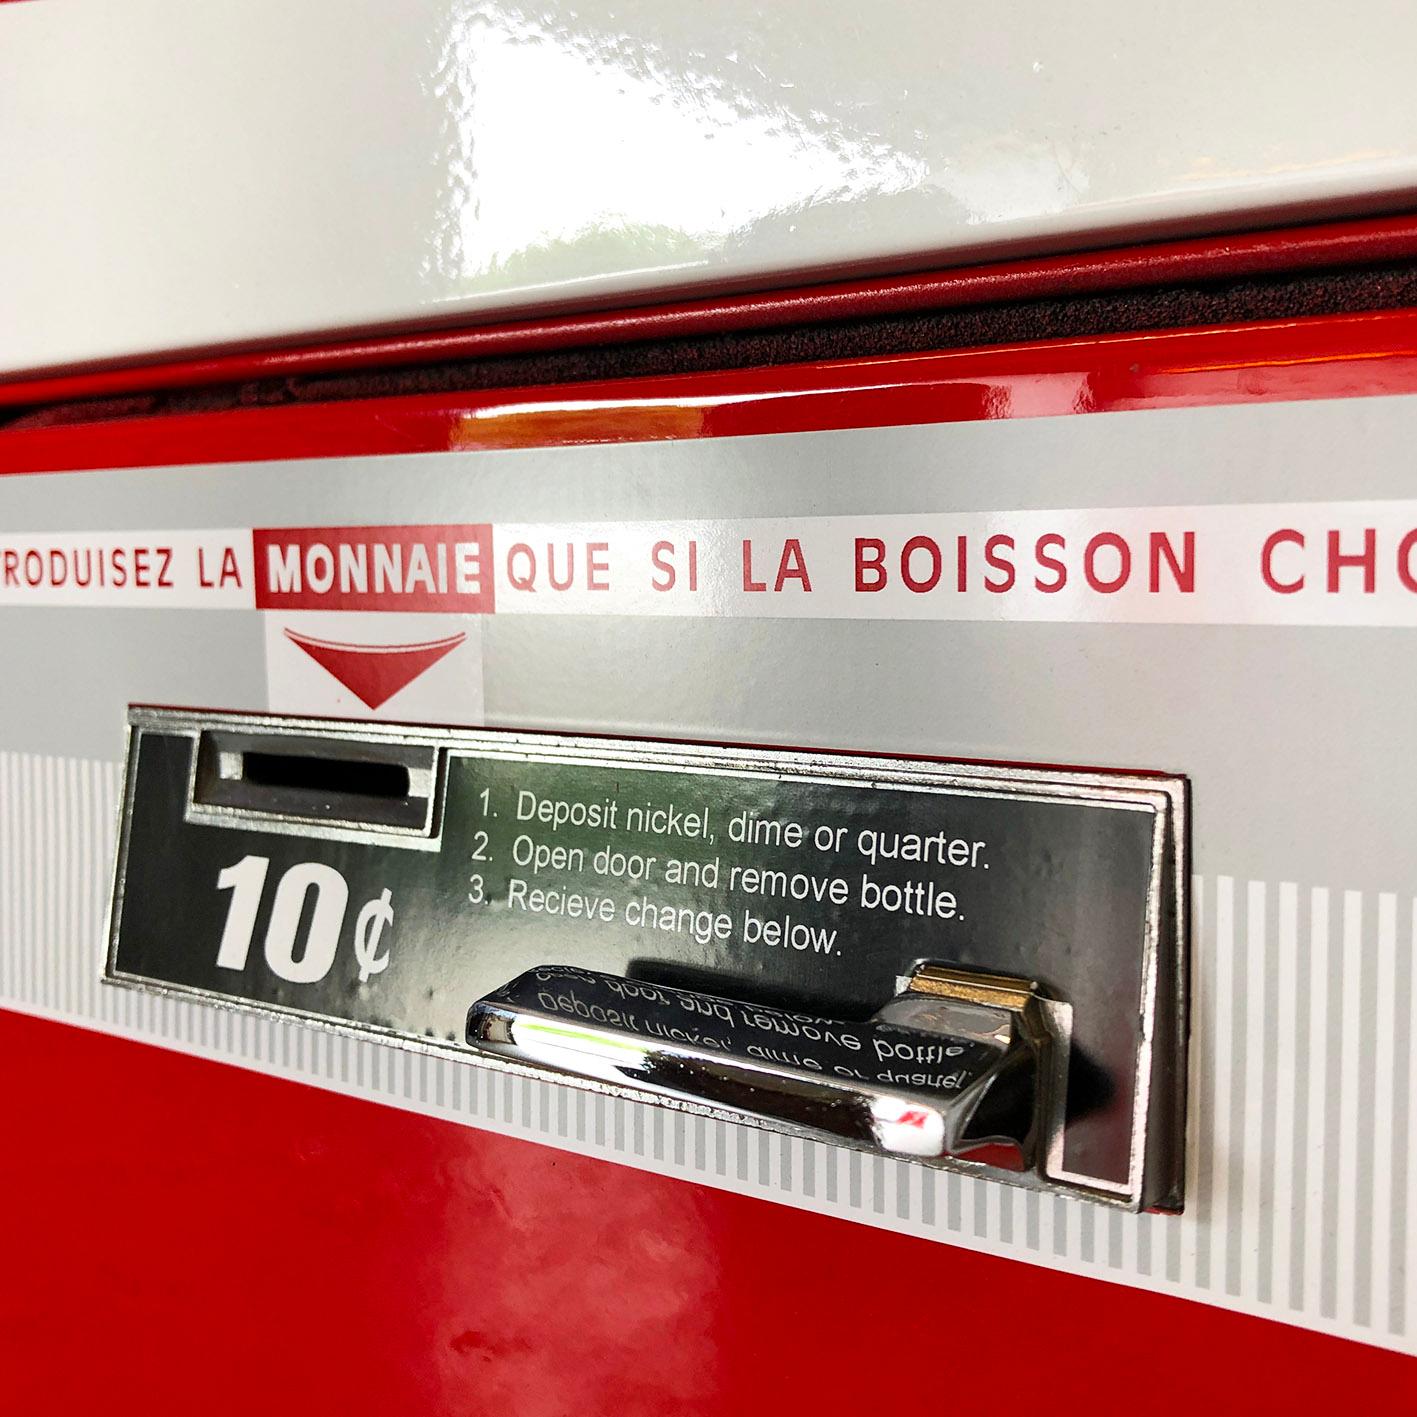 TRODUISEZ LA MONNAIE QUE SI LA BOISSON CHO
10¢
1. Deposit nickel, dime or quarter.
2. Open door and remove bottle.
3. Recieve change below.